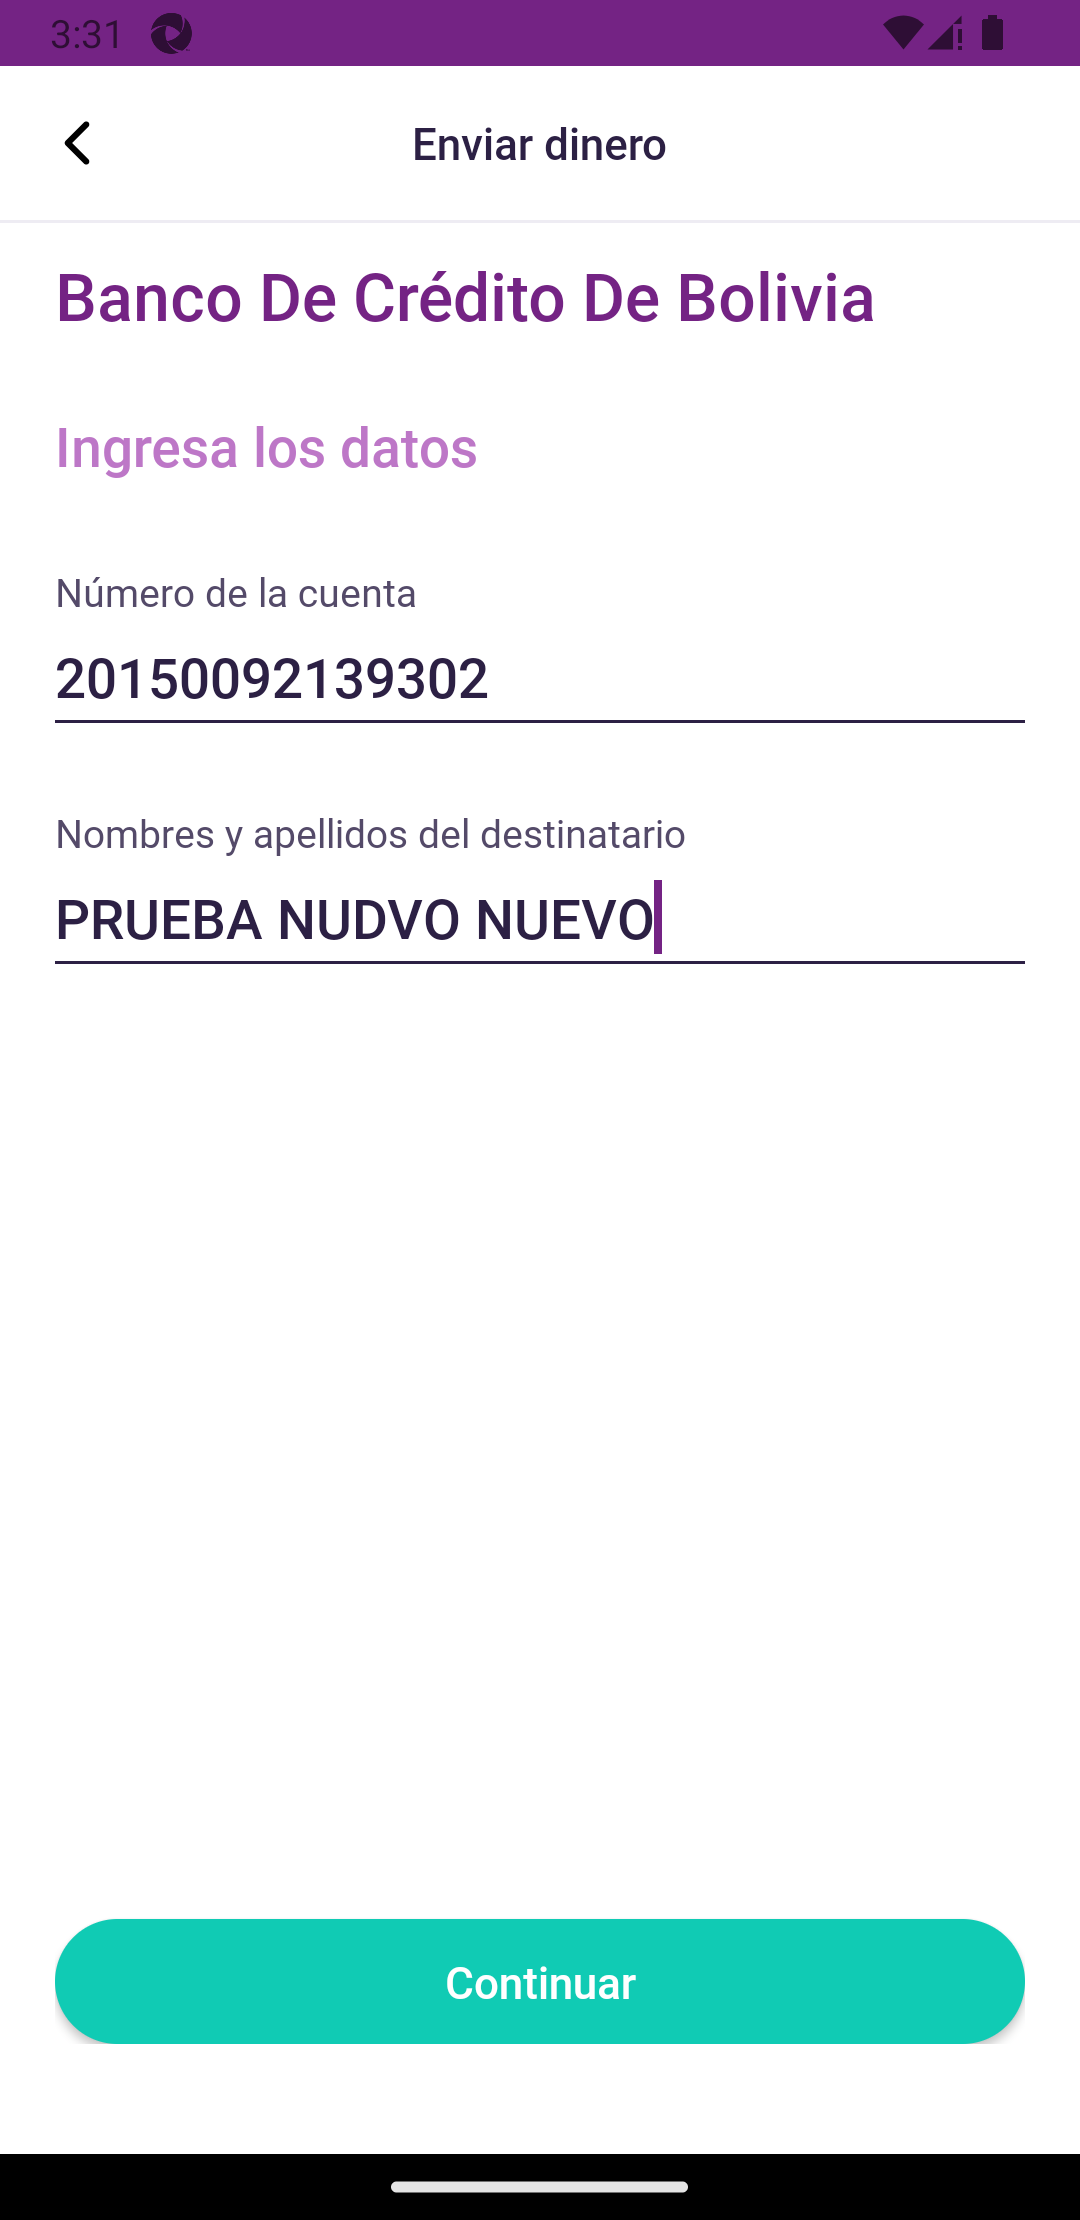 3:31
Enviar dinero
Banco De Crédito De Bolivia
Ingresa los datos
Número de la cuenta
20150092139302
Nombres y apellidos del destinatario
PRUEBA NUDVO NUEVO
Continuar